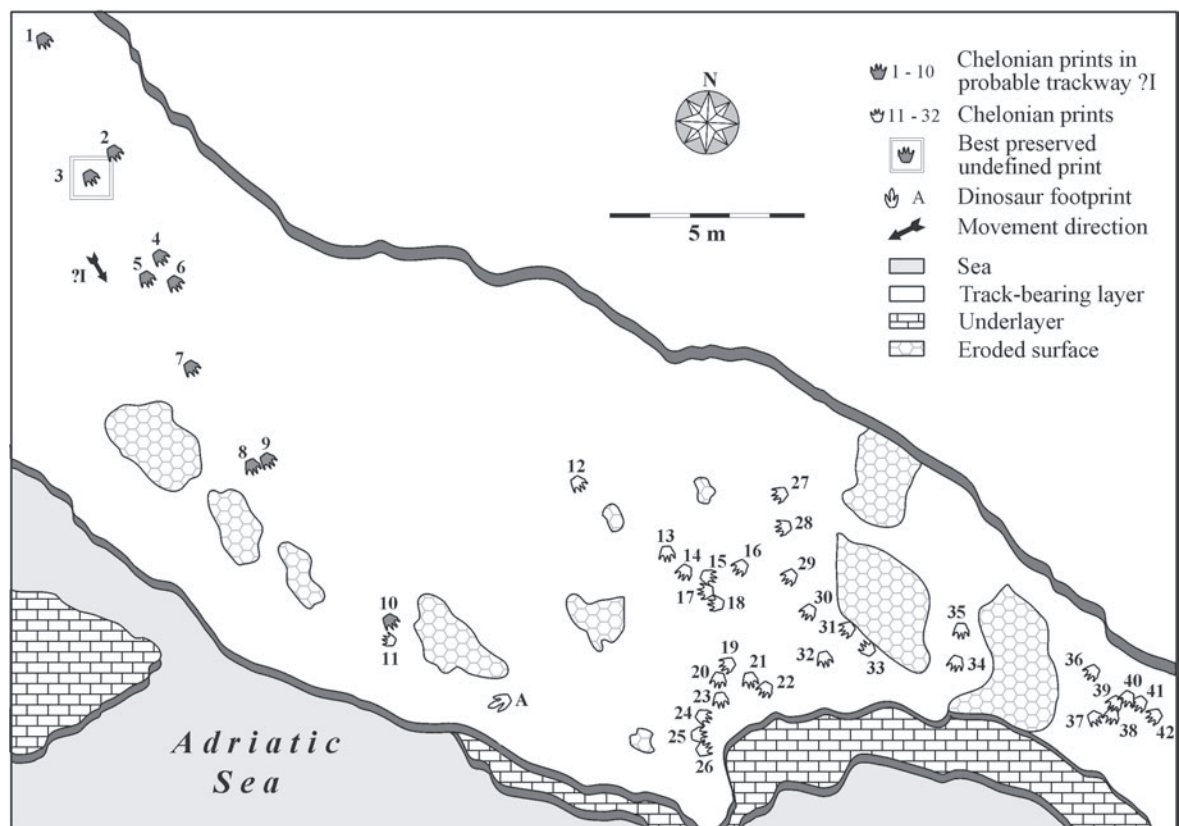 1
2
3
4
5
6
?I
7
8
9
10
11
12
13
14
15
16
17
18
19
20
21
22
23
24
25
26
27
28
29
30
31
32
33
34
35
36
37
38
39
40
41
42
A
Adriatic
Sea
N
5 m
1 - 10 Chelonian prints in
probable trackway ?I
11 - 32 Chelonian prints
Best preserved
undefined print
A Dinosaur footprint
Movement direction
Sea
Track-bearing layer
Underlayer
Eroded surface